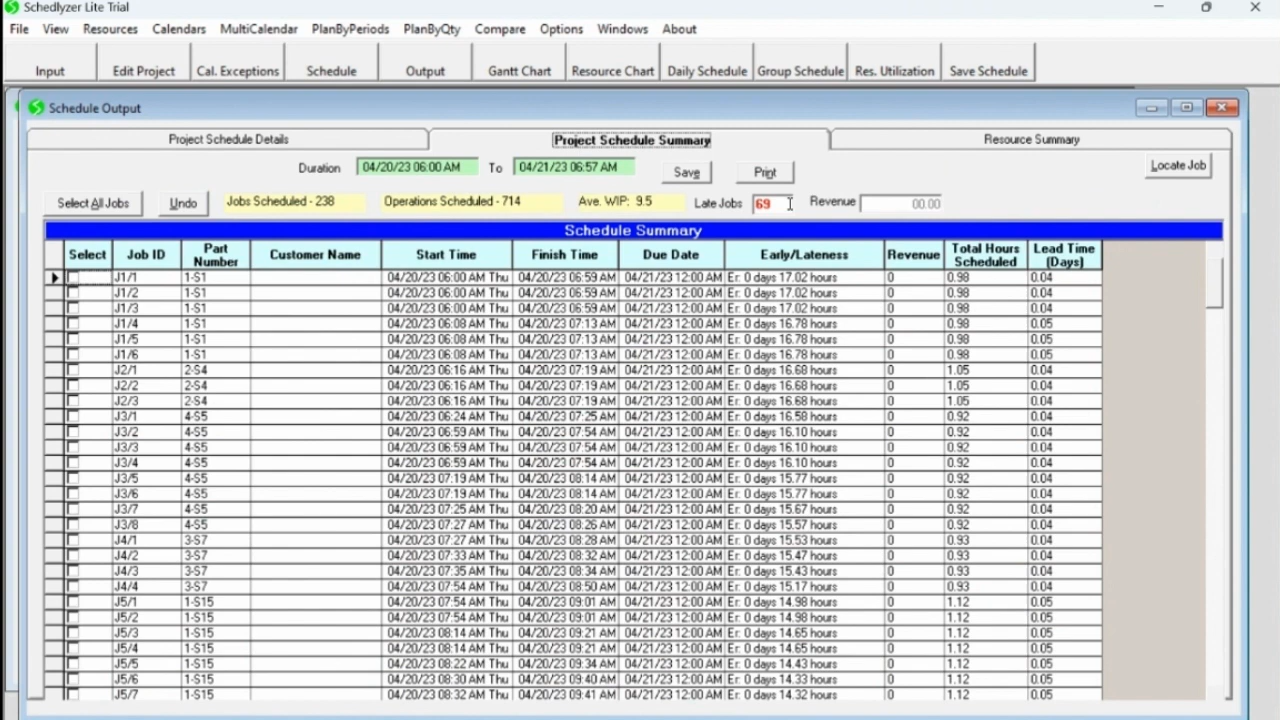 Schedlyzer Lite Trial
File View Resources Calendars MultiCalendar PlanByPeriods PlanByQty Compare Options Windows About
Input Edit Project Cal. Exceptions Schedule Output Gantt Chart Resource Chart Daily Schedule Group Schedule Res. Utilization Save Schedule
Schedule Output
Project Schedule Details Project Schedule Summary Resource Summary
Duration 04/20/23 06:00 AM To 04/21/23 06:57 AM Save Print Locate Job
Select All Jobs Undo Jobs Scheduled - 238 Operations Scheduled - 714 Ave. WIP: 9.5 Late Jobs 69 Revenue 00.00
Schedule Summary
Select Job ID Part Number Customer Name Start Time Finish Time Due Date Early/Lateness Revenue Total Hours Scheduled Lead Time (Days)
J1/1 1-S1 04/20/23 06:00 AM Thu 04/20/23 06:59 AM 04/21/23 12:00 AM Er: 0 days 17.02 hours 0 0.98 0.04
J1/2 1-S1 04/20/23 06:00 AM Thu 04/20/23 06:59 AM 04/21/23 12:00 AM Er: 0 days 17.02 hours 0 0.98 0.04
J1/3 1-S1 04/20/23 06:00 AM Thu 04/20/23 06:59 AM 04/21/23 12:00 AM Er: 0 days 17.02 hours 0 0.98 0.04
J1/4 1-S1 04/20/23 06:08 AM Thu 04/20/23 07:13 AM 04/21/23 12:00 AM Er: 0 days 16.78 hours 0 0.98 0.05
J1/5 1-S1 04/20/23 06:08 AM Thu 04/20/23 07:13 AM 04/21/23 12:00 AM Er: 0 days 16.78 hours 0 0.98 0.05
J1/6 1-S1 04/20/23 06:08 AM Thu 04/20/23 07:13 AM 04/21/23 12:00 AM Er: 0 days 16.78 hours 0 0.98 0.05
J2/1 2-S4 04/20/23 06:16 AM Thu 04/20/23 07:19 AM 04/21/23 12:00 AM Er: 0 days 16.68 hours 0 1.05 0.04
J2/2 2-S4 04/20/23 06:16 AM Thu 04/20/23 07:19 AM 04/21/23 12:00 AM Er: 0 days 16.68 hours 0 1.05 0.04
J2/3 2-S4 04/20/23 06:16 AM Thu 04/20/23 07:19 AM 04/21/23 12:00 AM Er: 0 days 16.68 hours 0 1.05 0.04
J3/1 4-S5 04/20/23 06:24 AM Thu 04/20/23 07:25 AM 04/21/23 12:00 AM Er: 0 days 16.58 hours 0 0.92 0.04
J3/2 4-S5 04/20/23 06:59 AM Thu 04/20/23 07:54 AM 04/21/23 12:00 AM Er: 0 days 16.10 hours 0 0.92 0.04
J3/3 4-S5 04/20/23 06:59 AM Thu 04/20/23 07:54 AM 04/21/23 12:00 AM Er: 0 days 16.10 hours 0 0.92 0.04
J3/4 4-S5 04/20/23 06:59 AM Thu 04/20/23 07:54 AM 04/21/23 12:00 AM Er: 0 days 16.10 hours 0 0.92 0.04
J3/5 4-S5 04/20/23 07:19 AM Thu 04/20/23 08:14 AM 04/21/23 12:00 AM Er: 0 days 15.77 hours 0 0.92 0.04
J3/6 4-S5 04/20/23 07:19 AM Thu 04/20/23 08:14 AM 04/21/23 12:00 AM Er: 0 days 15.77 hours 0 0.92 0.04
J3/7 4-S5 04/20/23 07:25 AM Thu 04/20/23 08:20 AM 04/21/23 12:00 AM Er: 0 days 15.67 hours 0 0.92 0.04
J3/8 4-S5 04/20/23 07:27 AM Thu 04/20/23 08:26 AM 04/21/23 12:00 AM Er: 0 days 15.57 hours 0 0.92 0.04
J4/1 3-S7 04/20/23 07:27 AM Thu 04/20/23 08:28 AM 04/21/23 12:00 AM Er: 0 days 15.53 hours 0 0.93 0.04
J4/2 3-S7 04/20/23 07:33 AM Thu 04/20/23 08:32 AM 04/21/23 12:00 AM Er: 0 days 15.47 hours 0 0.93 0.04
J4/3 3-S7 04/20/23 07:35 AM Thu 04/20/23 08:34 AM 04/21/23 12:00 AM Er: 0 days 15.43 hours 0 0.93 0.04
J4/4 3-S7 04/20/23 07:54 AM Thu 04/20/23 08:50 AM 04/21/23 12:00 AM Er: 0 days 15.17 hours 0 0.93 0.04
J5/1 1-S15 04/20/23 07:54 AM Thu 04/20/23 09:01 AM 04/21/23 12:00 AM Er: 0 days 14.98 hours 0 1.12 0.05
J5/2 1-S15 04/20/23 07:54 AM Thu 04/20/23 09:01 AM 04/21/23 12:00 AM Er: 0 days 14.98 hours 0 1.12 0.05
J5/3 1-S15 04/20/23 08:14 AM Thu 04/20/23 09:21 AM 04/21/23 12:00 AM Er: 0 days 14.65 hours 0 1.12 0.05
J5/4 1-S15 04/20/23 08:14 AM Thu 04/20/23 09:21 AM 04/21/23 12:00 AM Er: 0 days 14.65 hours 0 1.12 0.05
J5/5 1-S15 04/20/23 08:22 AM Thu 04/20/23 09:34 AM 04/21/23 12:00 AM Er: 0 days 14.43 hours 0 1.12 0.05
J5/6 1-S15 04/20/23 08:30 AM Thu 04/20/23 09:40 AM 04/21/23 12:00 AM Er: 0 days 14.33 hours 0 1.12 0.05
J5/7 1-S15 04/20/23 08:32 AM Thu 04/20/23 09:41 AM 04/21/23 12:00 AM Er: 0 days 14.32 hours 0 1.12 0.05